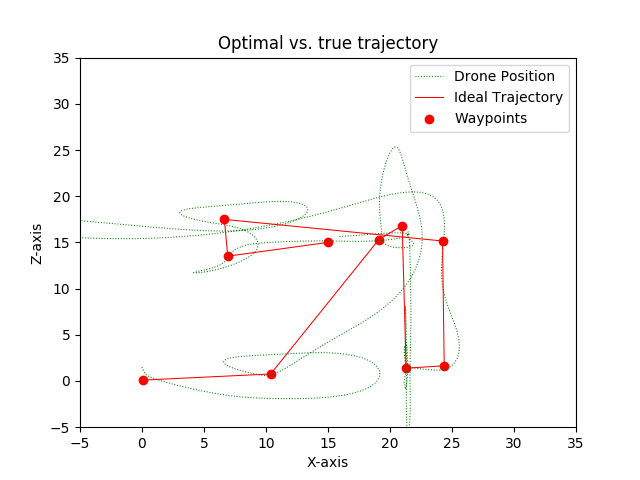 Optimal vs. true trajectory
Drone Position
Ideal Trajectory
Waypoints
Z-axis
35
30
25
20
15
10
5
0
−5
−5 0 5 10 15 20 25 30 35
X-axis